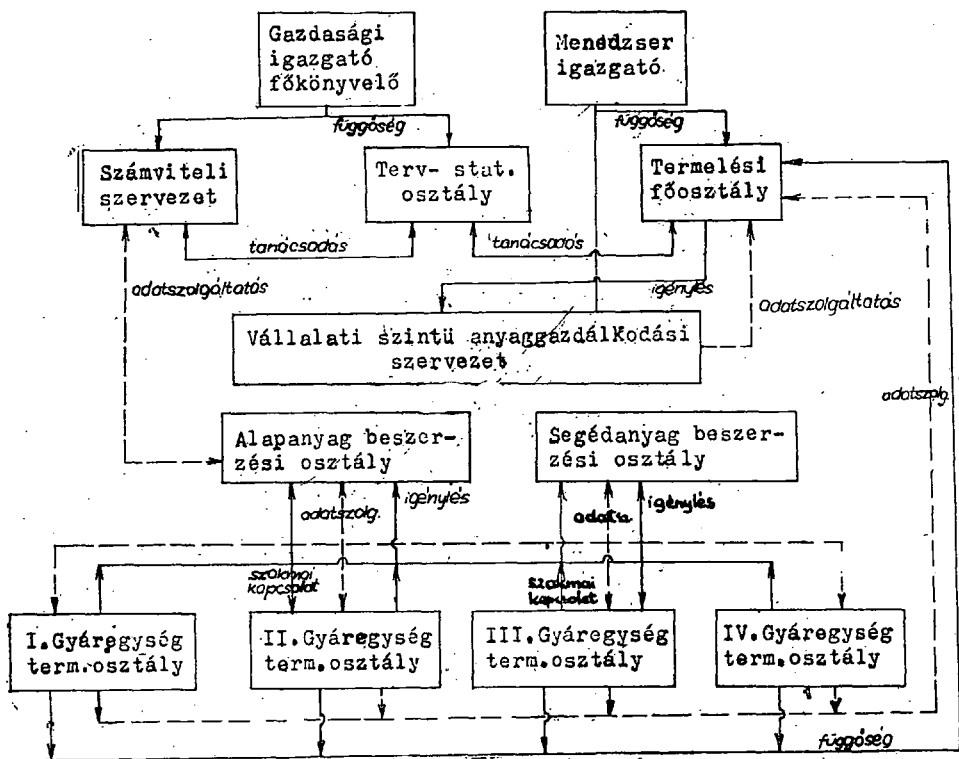 Gazdasági
igazgató
főkönyvelő
Menedzser
igazgató
függőség
függőség
Számviteli
szervezet
Terv- stat.
osztály
Termelési
főosztály
tanácsadás
tanácsadás
adatszolgáltatás
igénylés
adatszolgáltatás
Vállalati szintü anyaggazdálkodási
szervezet
adatszolg.
Alapanyag beszer-
zési osztály
Segédanyag beszer-
zési osztály
igénylés
adatszolg.
igénylés
adatsz.
szakmai
kapcsolat
szakmai
kapcsolat
I.Gyáregység
term.osztály
II.Gyáregység
term.osztály
III.Gyáregység
term.osztály
IV.Gyáregység
term.osztály
függőség